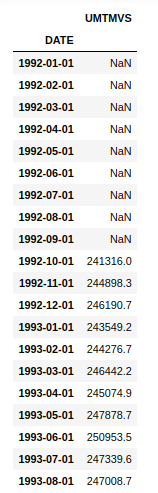 UMTMVS
DATE
1992-01-01 NaN
1992-02-01 NaN
1992-03-01 NaN
1992-04-01 NaN
1992-05-01 NaN
1992-06-01 NaN
1992-07-01 NaN
1992-08-01 NaN
1992-09-01 NaN
1992-10-01 241316.0
1992-11-01 244898.3
1992-12-01 246190.7
1993-01-01 243549.2
1993-02-01 244276.7
1993-03-01 246442.2
1993-04-01 245074.9
1993-05-01 247878.7
1993-06-01 250953.5
1993-07-01 247339.6
1993-08-01 247008.7